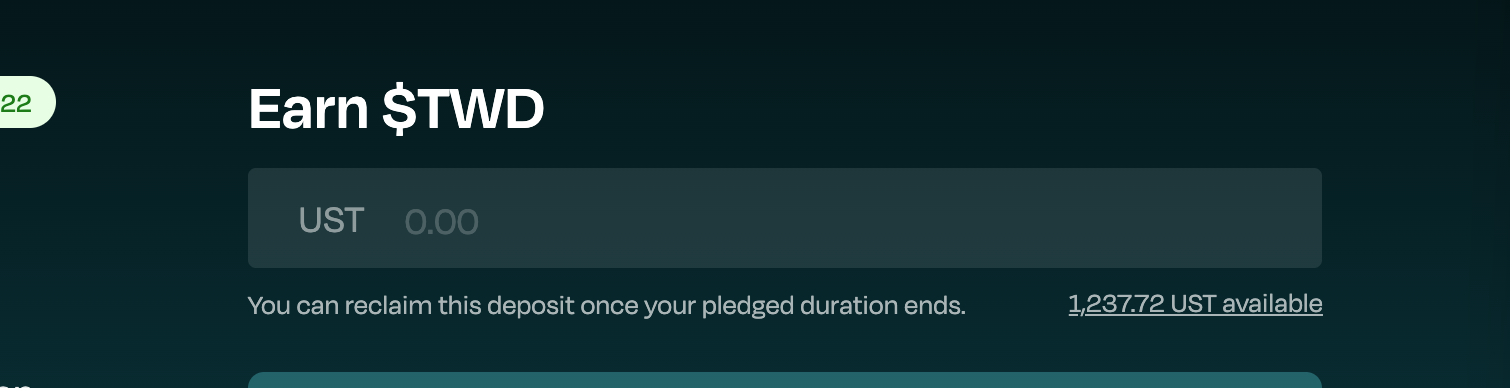 22
Earn $TWD
UST 0.00
You can reclaim this deposit once your pledged duration ends.
1,237.72 UST available